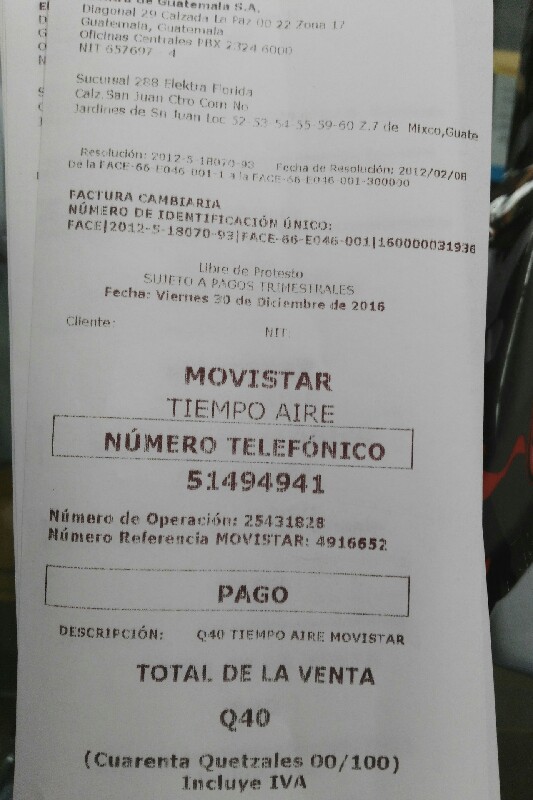 de Guatemala S.A.
Diagonal 29 Calzada La Paz 00 22 Zona 17
Guatemala, Guatemala
Oficinas Centrales PBX 2324 6000
NIT 657697 4
Sucursal 288 Elektra Florida
Calz.San Juan Ctro Com No
Jardines de Sn Juan Loc 52 53 54 55 59-60 Z.7 de Mixco,Guate
Resolución: 2012-5-18070-93 Fecha de Resolución: 2012/02/08
De la FACE-66-E046-001-1 a la FACE-66-E046-001-300000
FACTURA CAMBIARIA
NÚMERO DE IDENTIFICACIÓN ÚNICO:
FACE|2012-5-18070-93|FACE-66-E046-001|160000031936
Libre de Protesto
SUJETO A PAGOS TRIMESTRALES
Fecha: Viernes 30 de Diciembre de 2016
Cliente:
NIT
MOVISTAR
TIEMPO AIRE
NÚMERO TELEFÓNICO
51494941
Número de Operación: 25431828
Número Referencia MOVISTAR: 4916652
PAGO
DESCRIPCIÓN: Q40 TIEMPO AIRE MOVISTAR
TOTAL DE LA VENTA
Q40
(Cuarenta Quetzales 00/100)
Incluye IVA